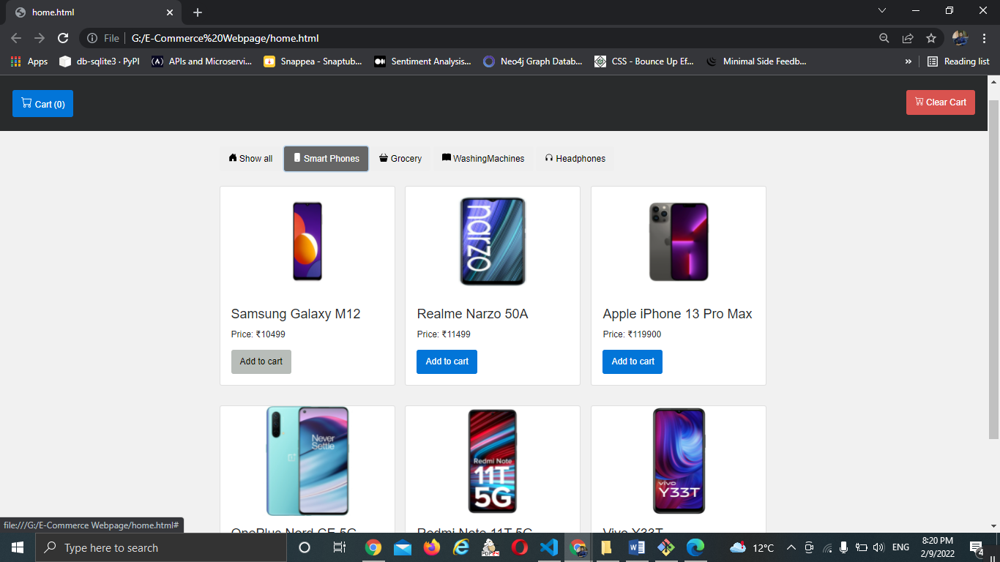 home.html
File G:/E-Commerce%20Webpage/home.html
Apps db-sqlite3 · PyPI APIs and Microservi... Snappea - Snaptub... Sentiment Analysis... Neo4j Graph Datab... CSS - Bounce Up Ef... Minimal Side Feedb... » Reading list
Cart (0) Clear Cart
Show all Smart Phones Grocery WashingMachines Headphones
narzo
Samsung Galaxy M12 Realme Narzo 50A Apple iPhone 13 Pro Max
Price: ₹10499 Price: ₹11499 Price: ₹119900
Add to cart Add to cart Add to cart
Never
Settle
Redmi Note
11T
5G
vivo
Y33T
OnePlus Nord CE 5G Redmi Note 11T 5G Vivo Y33T
file:///G:/E-Commerce Webpage/home.html#
Type here to search
PDF24
12°C ENG 8:20 PM
2/9/2022
4